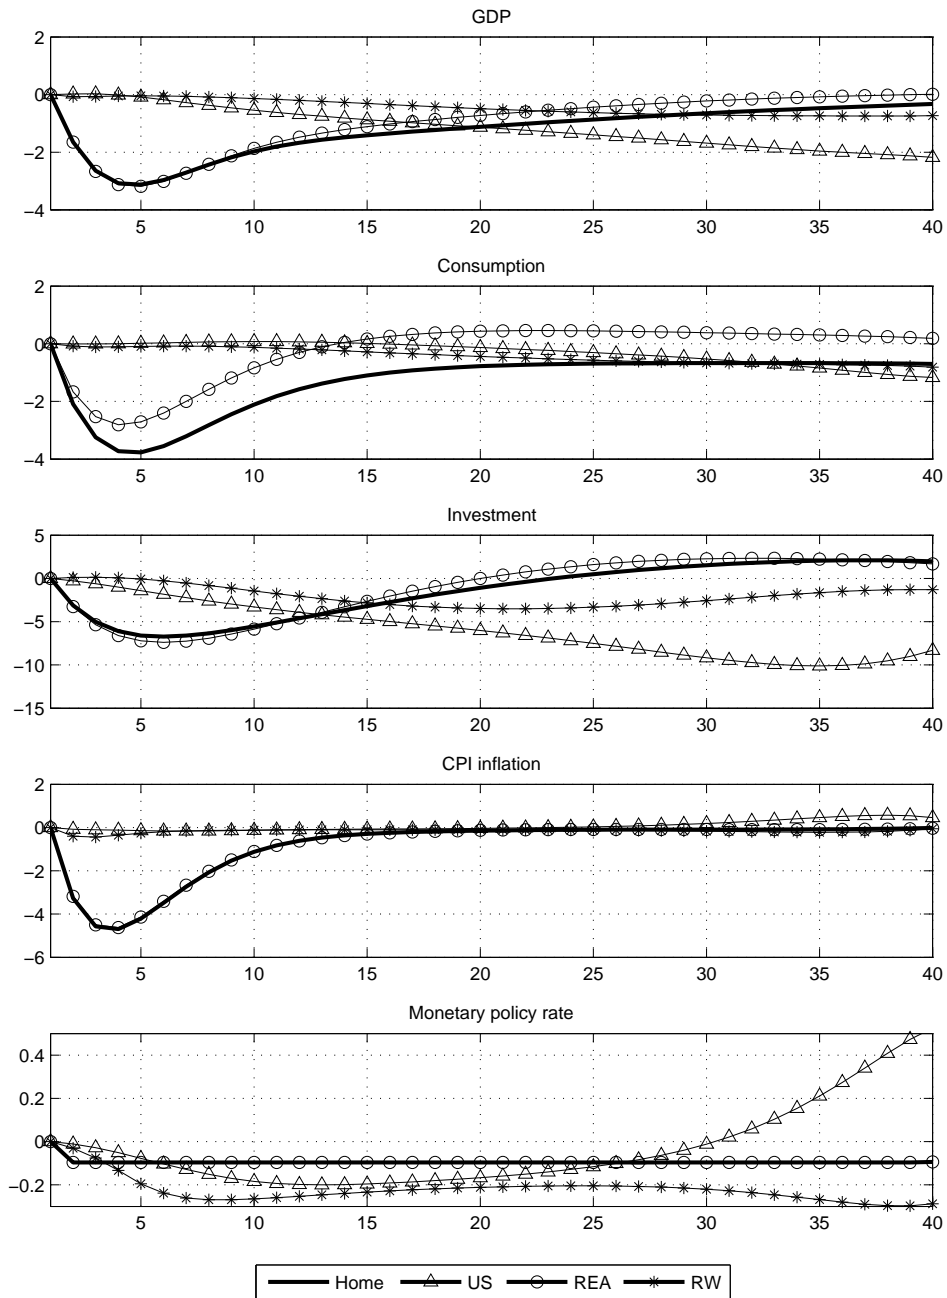 GDP
2
0
−2
−4
5 10 15 20 25 30 35 40
Consumption
2
0
−2
−4
5 10 15 20 25 30 35 40
Investment
5
0
−5
−10
−15
5 10 15 20 25 30 35 40
CPI inflation
2
0
−2
−4
−6
5 10 15 20 25 30 35 40
Monetary policy rate
0.4
0.2
0
−0.2
5 10 15 20 25 30 35 40
Home US REA RW